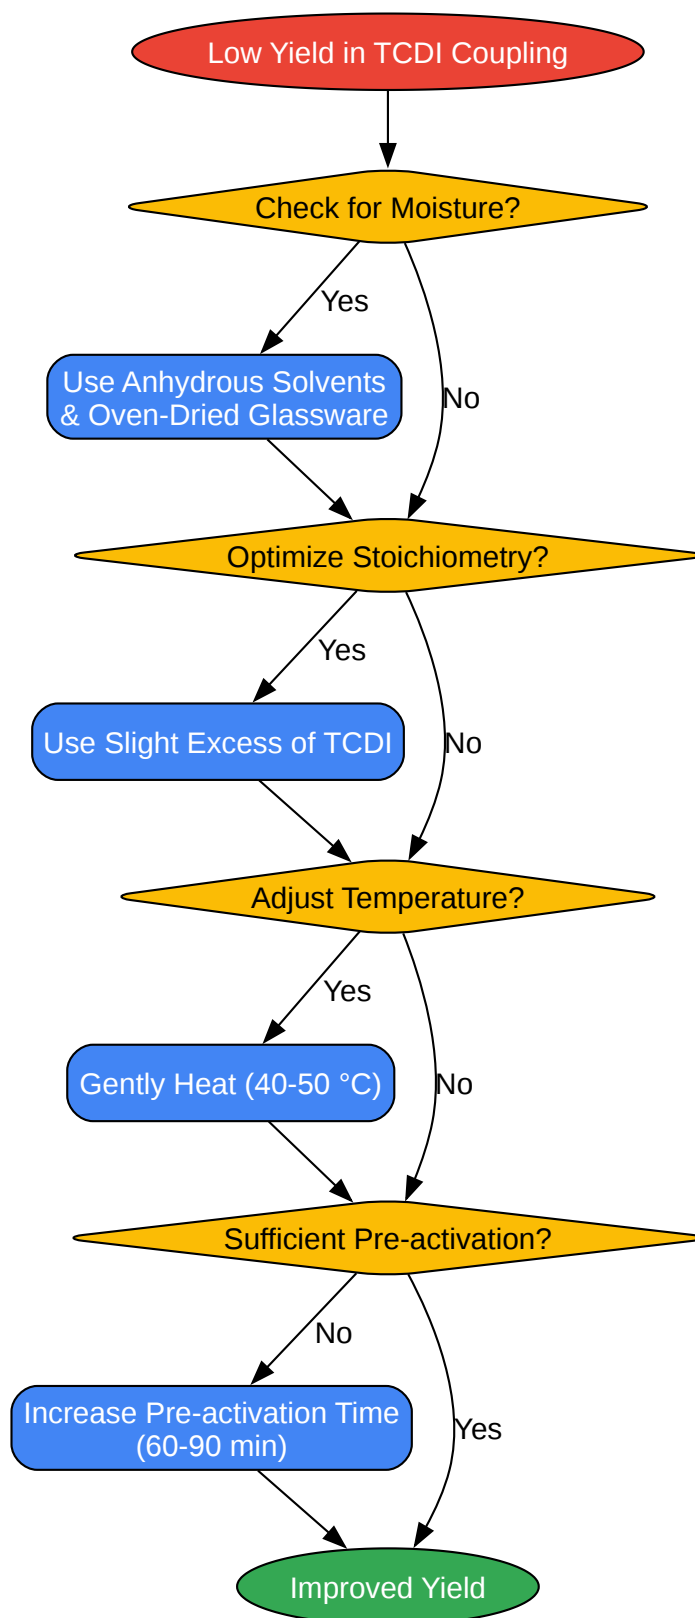 Low Yield in TCDI Coupling
Check for Moisture?
Yes
Use Anhydrous Solvents
& Oven-Dried Glassware
No
Optimize Stoichiometry?
Yes
Use Slight Excess of TCDI
No
Adjust Temperature?
Yes
Gently Heat (40-50 °C)
No
Sufficient Pre-activation?
No
Increase Pre-activation Time
(60-90 min)
Yes
Improved Yield